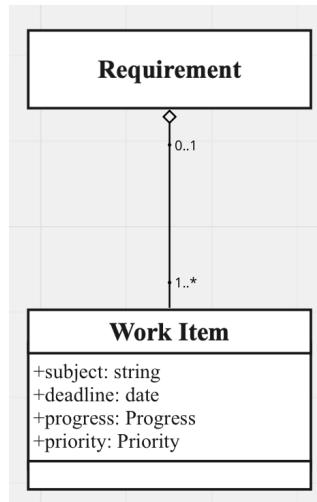 Requirement
0..1
1..*
Work Item
+subject: string
+deadline: date
+progress: Progress
+priority: Priority